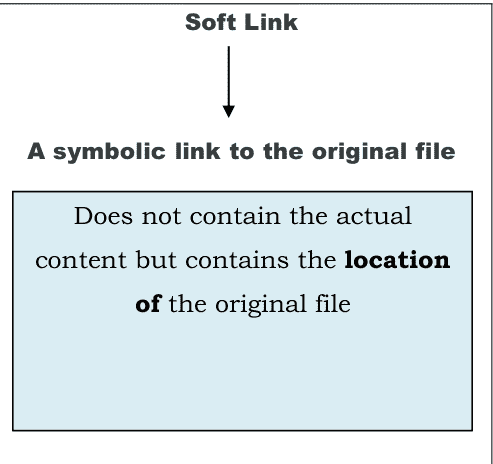 Soft Link
A symbolic link to the original file
Does not contain the actual
content but contains the location
of the original file